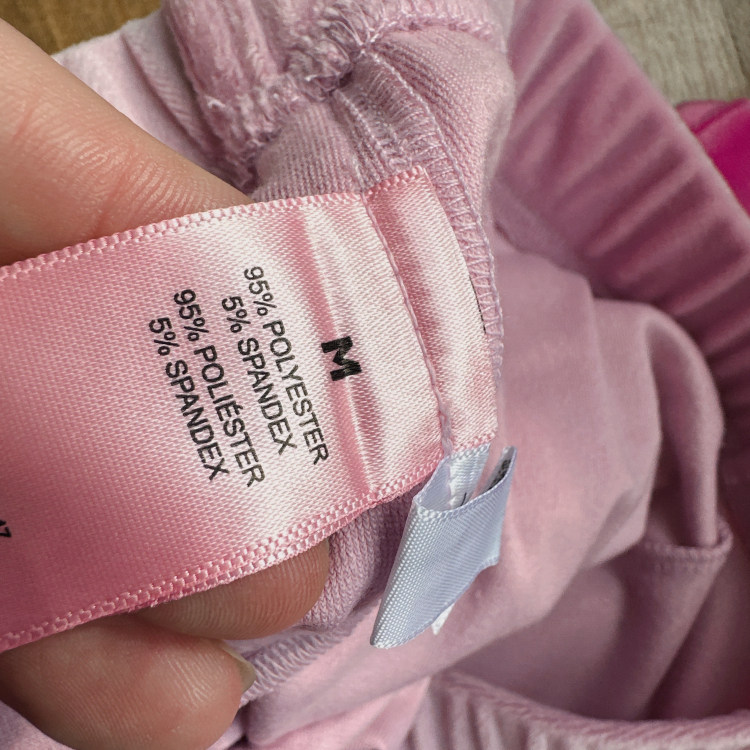 M
95% POLYESTER
5% SPANDEX
95% POLIÉSTER
5% SPANDEX